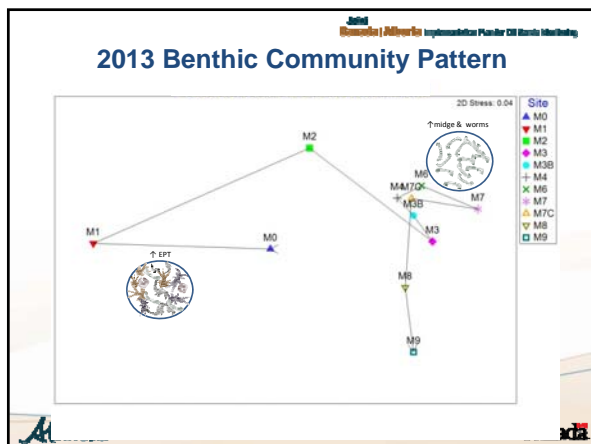 Joint
Canada | Alberta Implementation Plan for Oil Sands Monitoring
2013 Benthic Community Pattern
2D Stress: 0.04
Site
M0
M1
M2
M3
M3B
M4
M6
M7
M7C
M8
M9
↑midge & worms
M2
M6
M4
M7C
M7
M3B
M3
M1
M0
↑ EPT
M8
M9